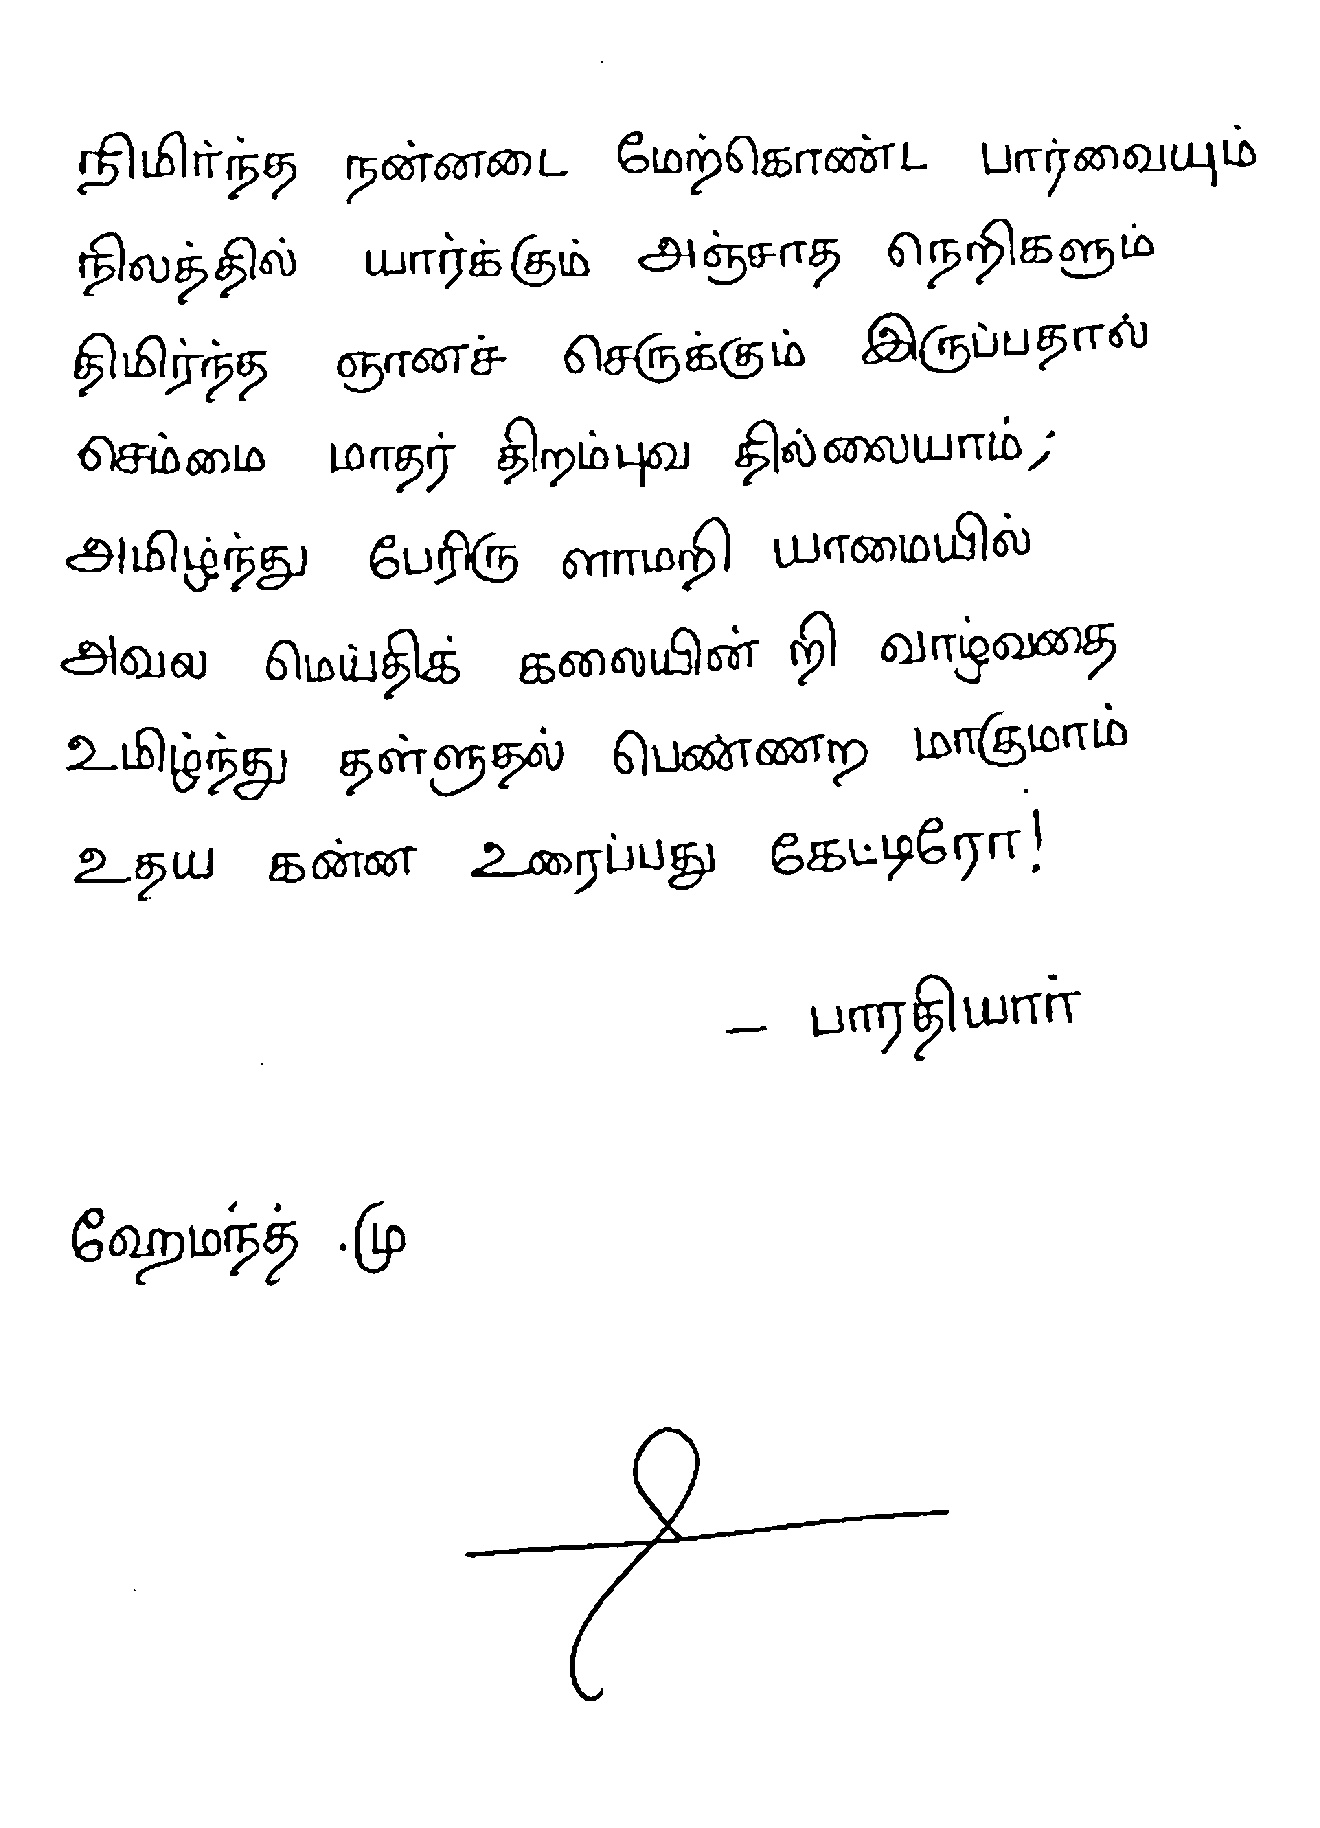 நிமிர்ந்த நன்னடை மேற்கொண்ட பார்வையும்
நிலத்தில் யார்க்கும் அஞ்சாத நெறிகளும்
திமிர்ந்த ஞானச் செருக்கும் இருப்பதால்
செம்மை மாதர் திறம்புவ தில்லையாம்;
அமிழ்ந்து பேரிரு ளாமறி யாமையில்
அவல மெய்திக் கலையின் றி வாழ்வதை
உமிழ்ந்து தள்ளுதல் பெண்ணற மாகுமாம்
உதய கன்ன உரைப்பது கேட்டிரோ!
– பாரதியார்
ஹேமந்த் .மு